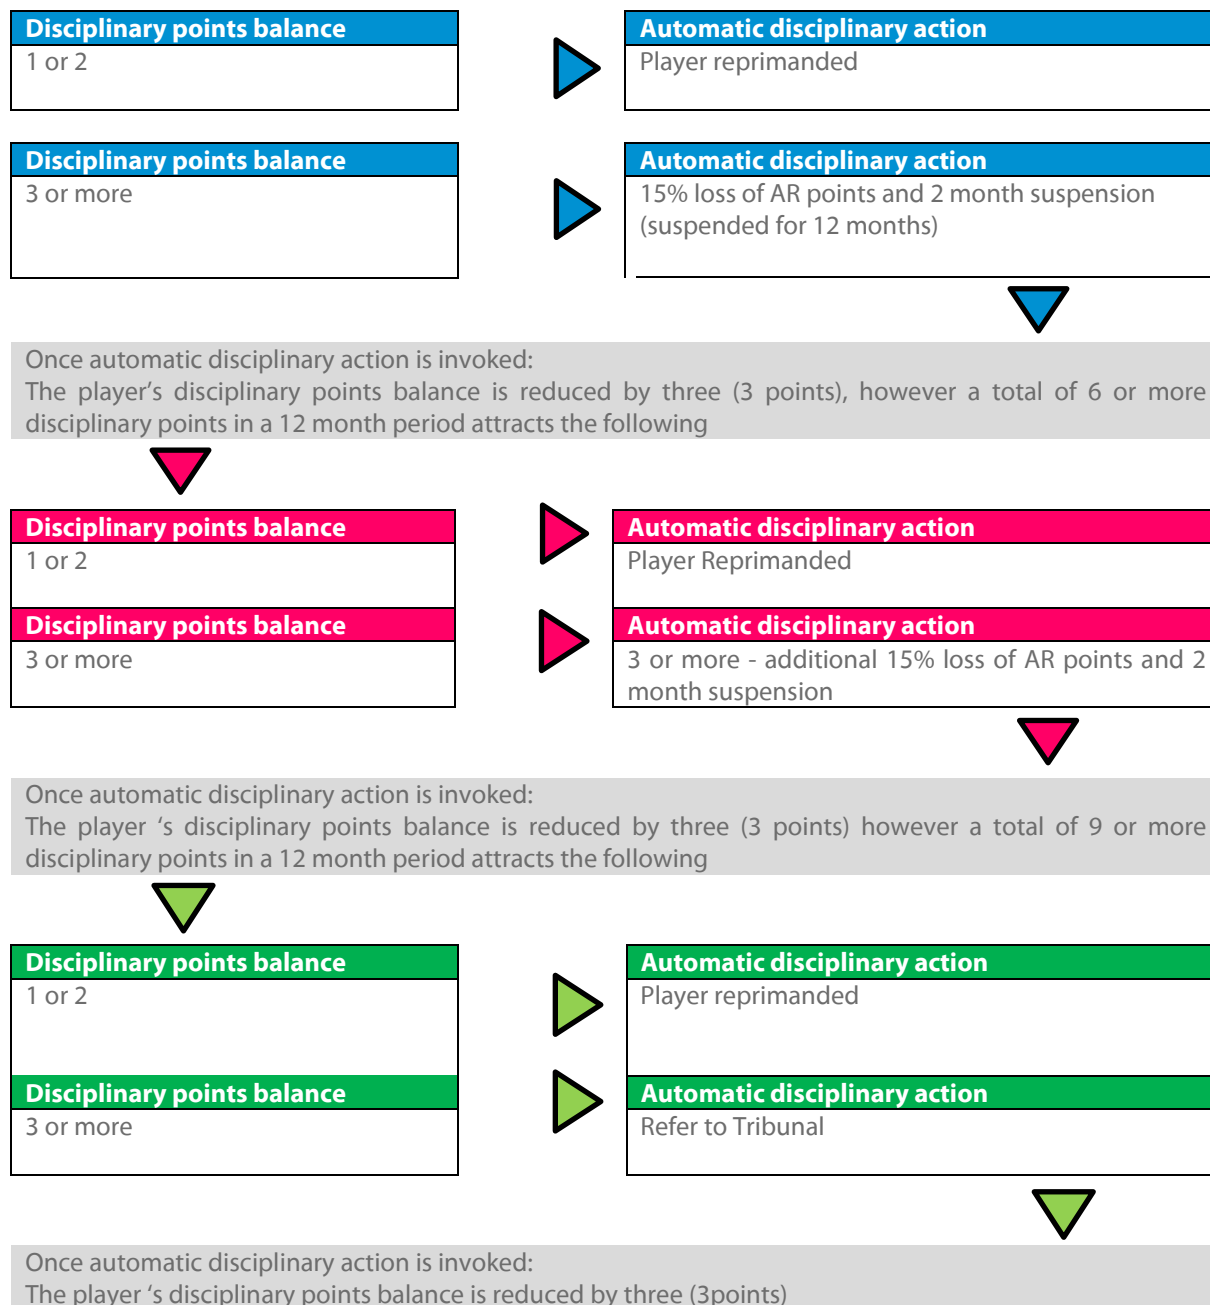 Disciplinary points balance
Automatic disciplinary action
1 or 2
Player reprimanded
Disciplinary points balance
Automatic disciplinary action
3 or more
15% loss of AR points and 2 month suspension
(suspended for 12 months)
Once automatic disciplinary action is invoked:
The player’s disciplinary points balance is reduced by three (3 points), however a total of 6 or more
disciplinary points in a 12 month period attracts the following
Disciplinary points balance
Automatic disciplinary action
1 or 2
Player Reprimanded
Disciplinary points balance
Automatic disciplinary action
3 or more
3 or more - additional 15% loss of AR points and 2
month suspension
Once automatic disciplinary action is invoked:
The player ‘s disciplinary points balance is reduced by three (3 points) however a total of 9 or more
disciplinary points in a 12 month period attracts the following
Disciplinary points balance
Automatic disciplinary action
1 or 2
Player reprimanded
Disciplinary points balance
Automatic disciplinary action
3 or more
Refer to Tribunal
Once automatic disciplinary action is invoked:
The player ‘s disciplinary points balance is reduced by three (3points)